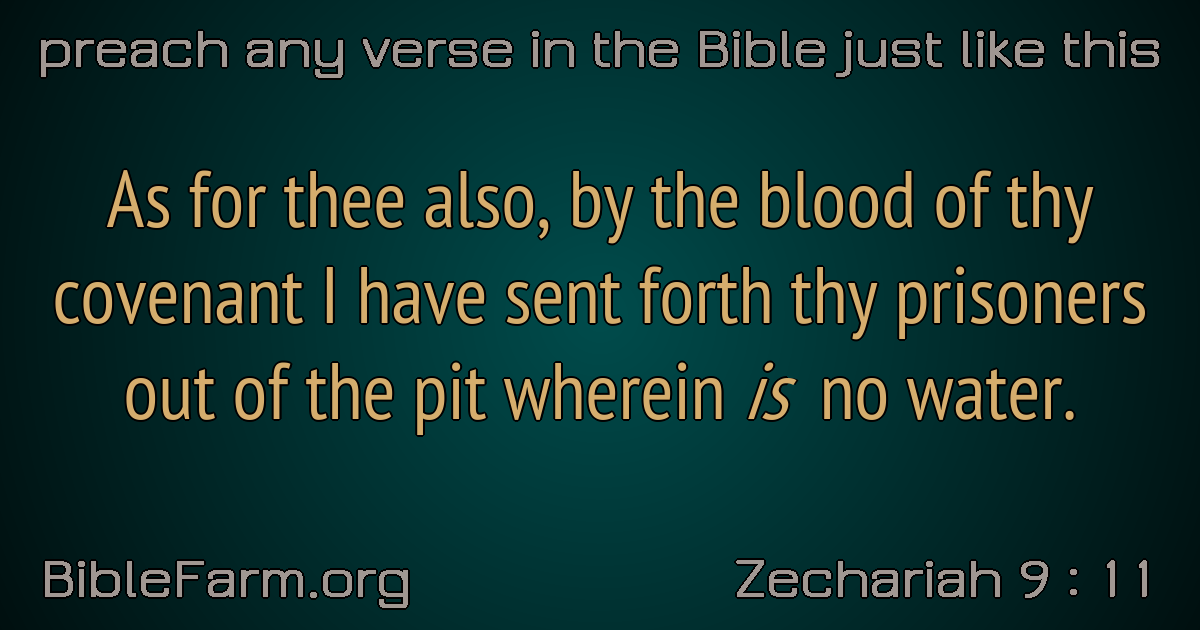 preach any verse in the Bible just like this
As for thee also, by the blood of thy
covenant I have sent forth thy prisoners
out of the pit wherein is no water.
BibleFarm.org
Zechariah 9 : 11